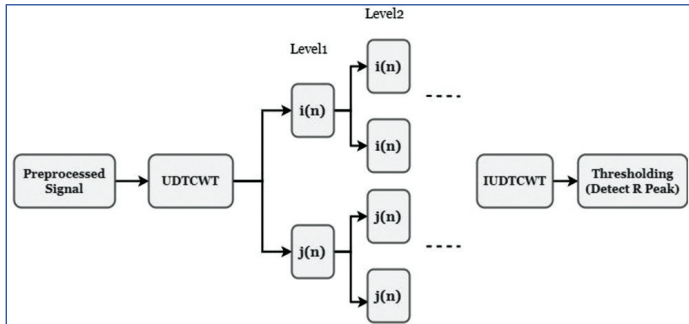 Level2
Level1
i(n)
i(n)
i(n)
Preprocessed
Signal
UDTCWT
IUDTCWT
Thresholding
(Detect R Peak)
j(n)
j(n)
j(n)